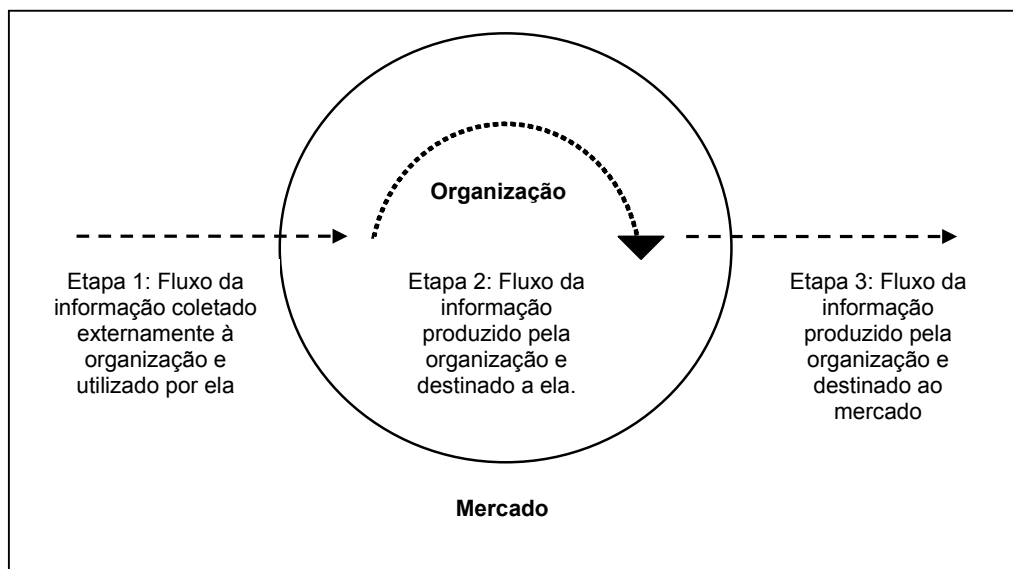 Organização
Etapa 1: Fluxo da
informação coletado
externamente à
organização e
utilizado por ela
Etapa 2: Fluxo da
informação
produzido pela
organização e
destinado a ela.
Etapa 3: Fluxo da
informação
produzido pela
organização e
destinado ao
mercado
Mercado